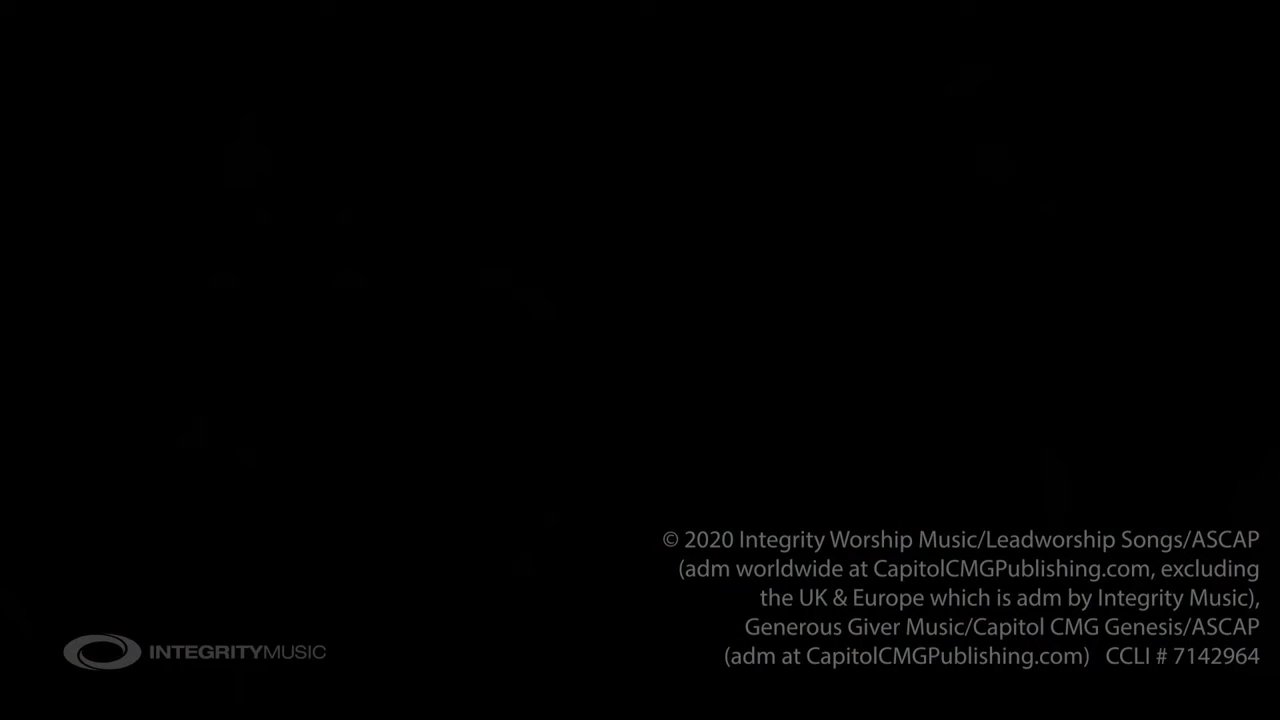 © 2020 Integrity Worship Music/Leadworship Songs/ASCAP
(adm worldwide at CapitolCMGPublishing.com, excluding
the UK & Europe which is adm by Integrity Music),
Generous Giver Music/Capitol CMG Genesis/ASCAP
(adm at CapitolCMGPublishing.com) CCLI # 7142964
INTEGRITYMUSIC